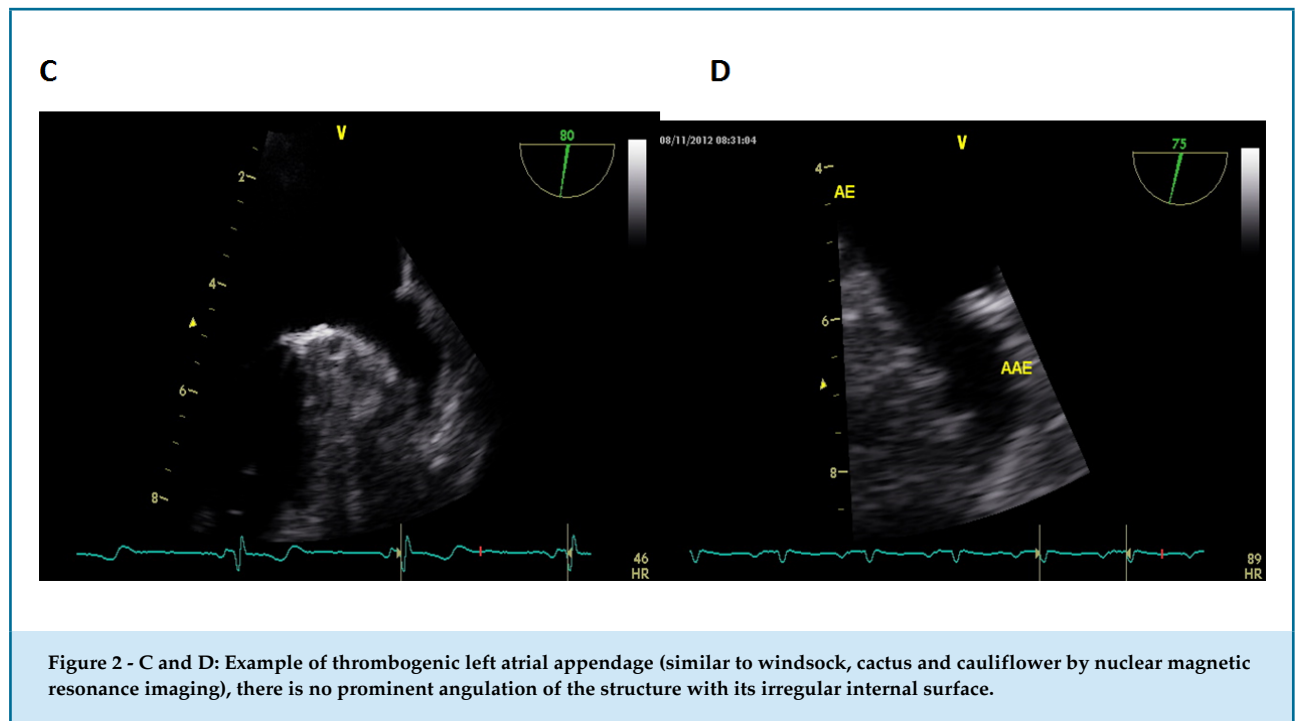 C
D
V
80
2
4
6
8
46
HR
08/11/2012 08:31:04
V
75
4
AE
6
AAE
8
89
HR
Figure 2 - C and D: Example of thrombogenic left atrial appendage (similar to windsock, cactus and cauliflower by nuclear magnetic
resonance imaging), there is no prominent angulation of the structure with its irregular internal surface.